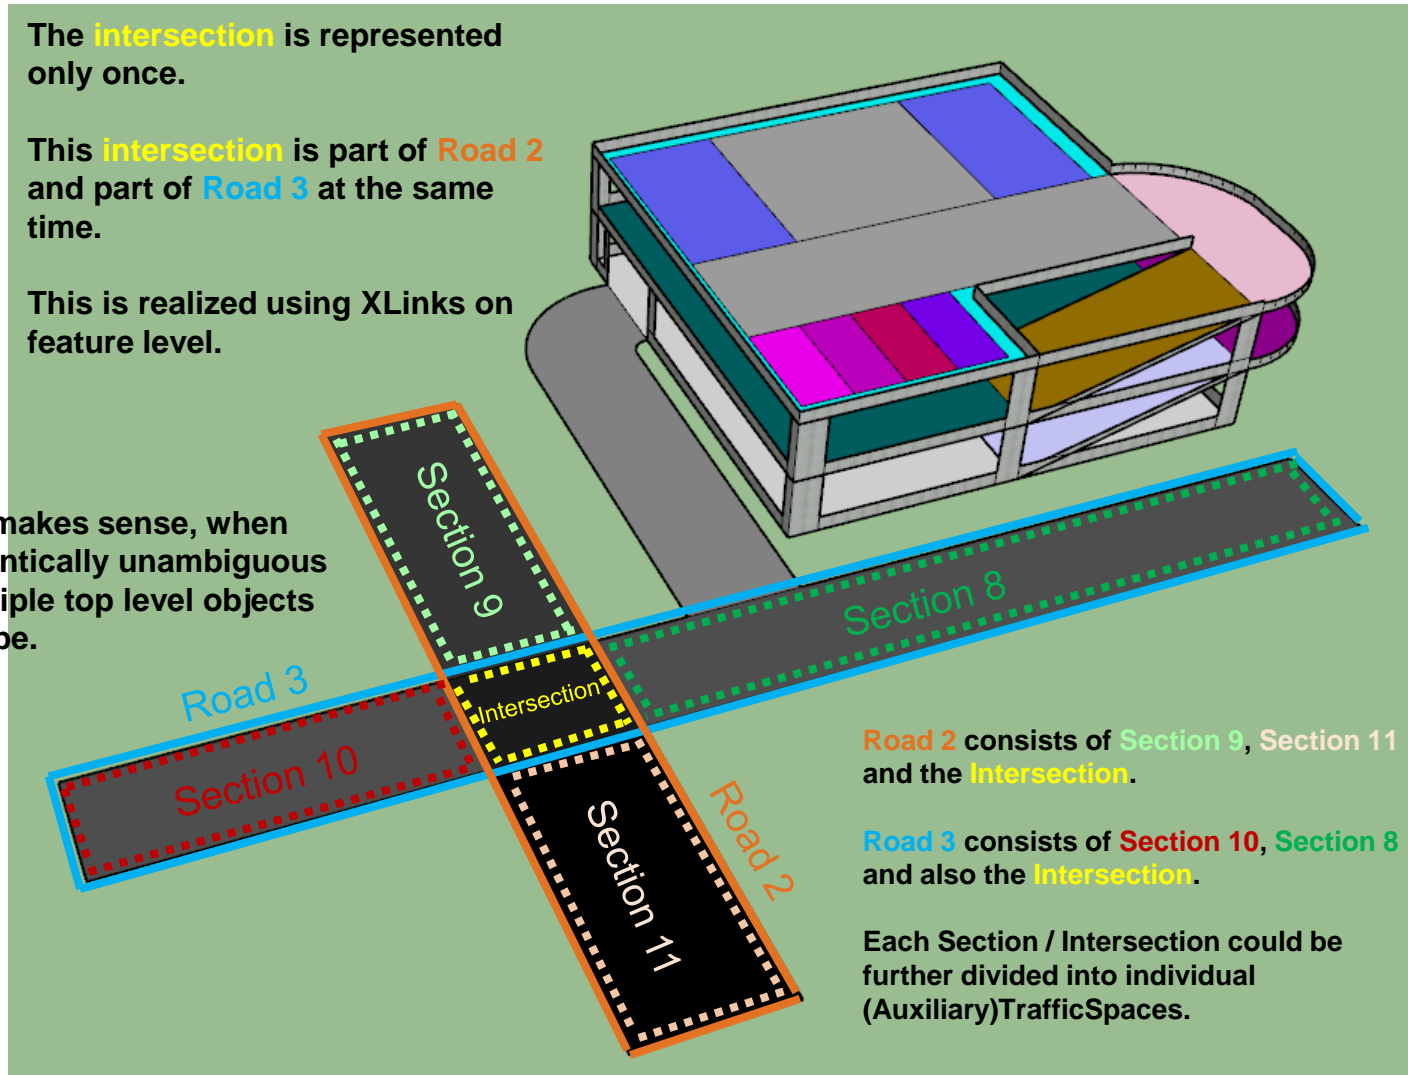 The intersection is represented
only once.
This intersection is part of Road 2
and part of Road 3 at the same
time.
This is realized using XLinks on
feature level.
makes sense, when
ntically unambiguous
iple top level objects
pe.
Section 9
Section 8
Road 3
Intersection
Section 10
Section 11
Road 2
Road 2 consists of Section 9, Section 11
and the Intersection.
Road 3 consists of Section 10, Section 8
and also the Intersection.
Each Section / Intersection could be
further divided into individual
(Auxiliary)TrafficSpaces.